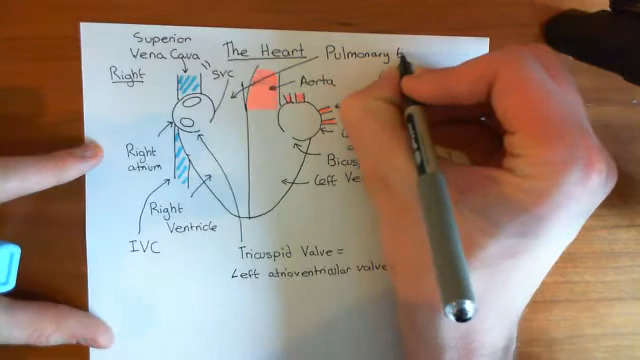 Superior
Vena Cava
The Heart
Pulmonary
Right
SVC
Aorta
Right
atrium
Bicus
Left Ve
Right
Ventricle
IVC
Tricuspid Valve =
Left atrioventricular valve